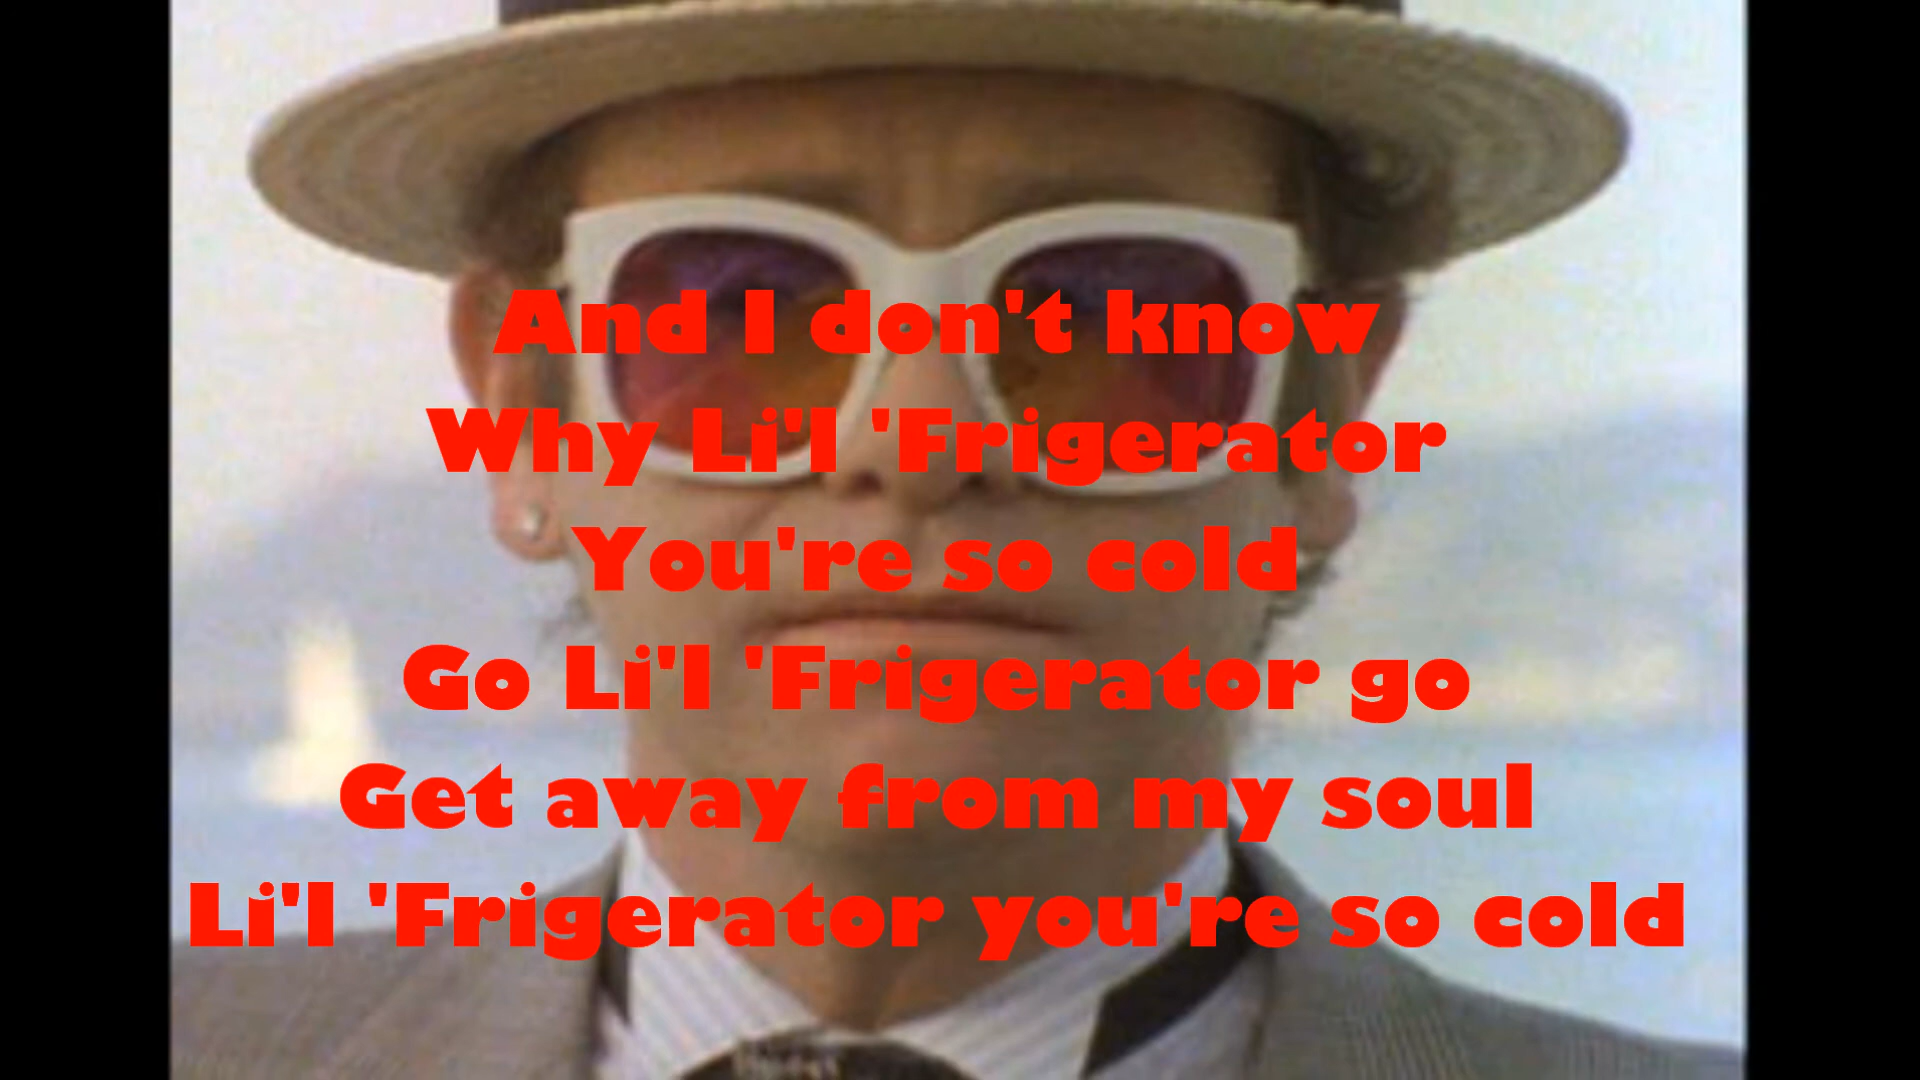 And I don't know
Why Li'l 'Frigerator
You're so cold
Go Li'l 'Frigerator go
Get away from my soul
Li'l 'Frigerator you're so cold